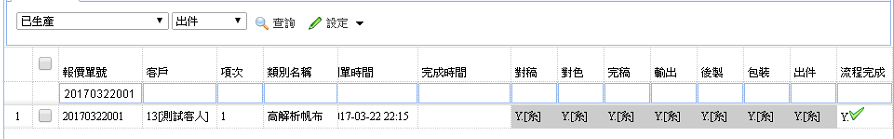 已生產 出件 查詢 設定
報價單號 客戶 項次 類別名稱 單時間 完成時間 對稿 對色 完稿 輸出 後製 包裝 出件 流程完成
20170322001
1 20170322001 13[測試客人] 1 高解析帆布 17-03-22 22:15 Y.[系] Y.[系] Y.[系] Y.[系] Y.[系] Y.[系] Y.[系] Y.